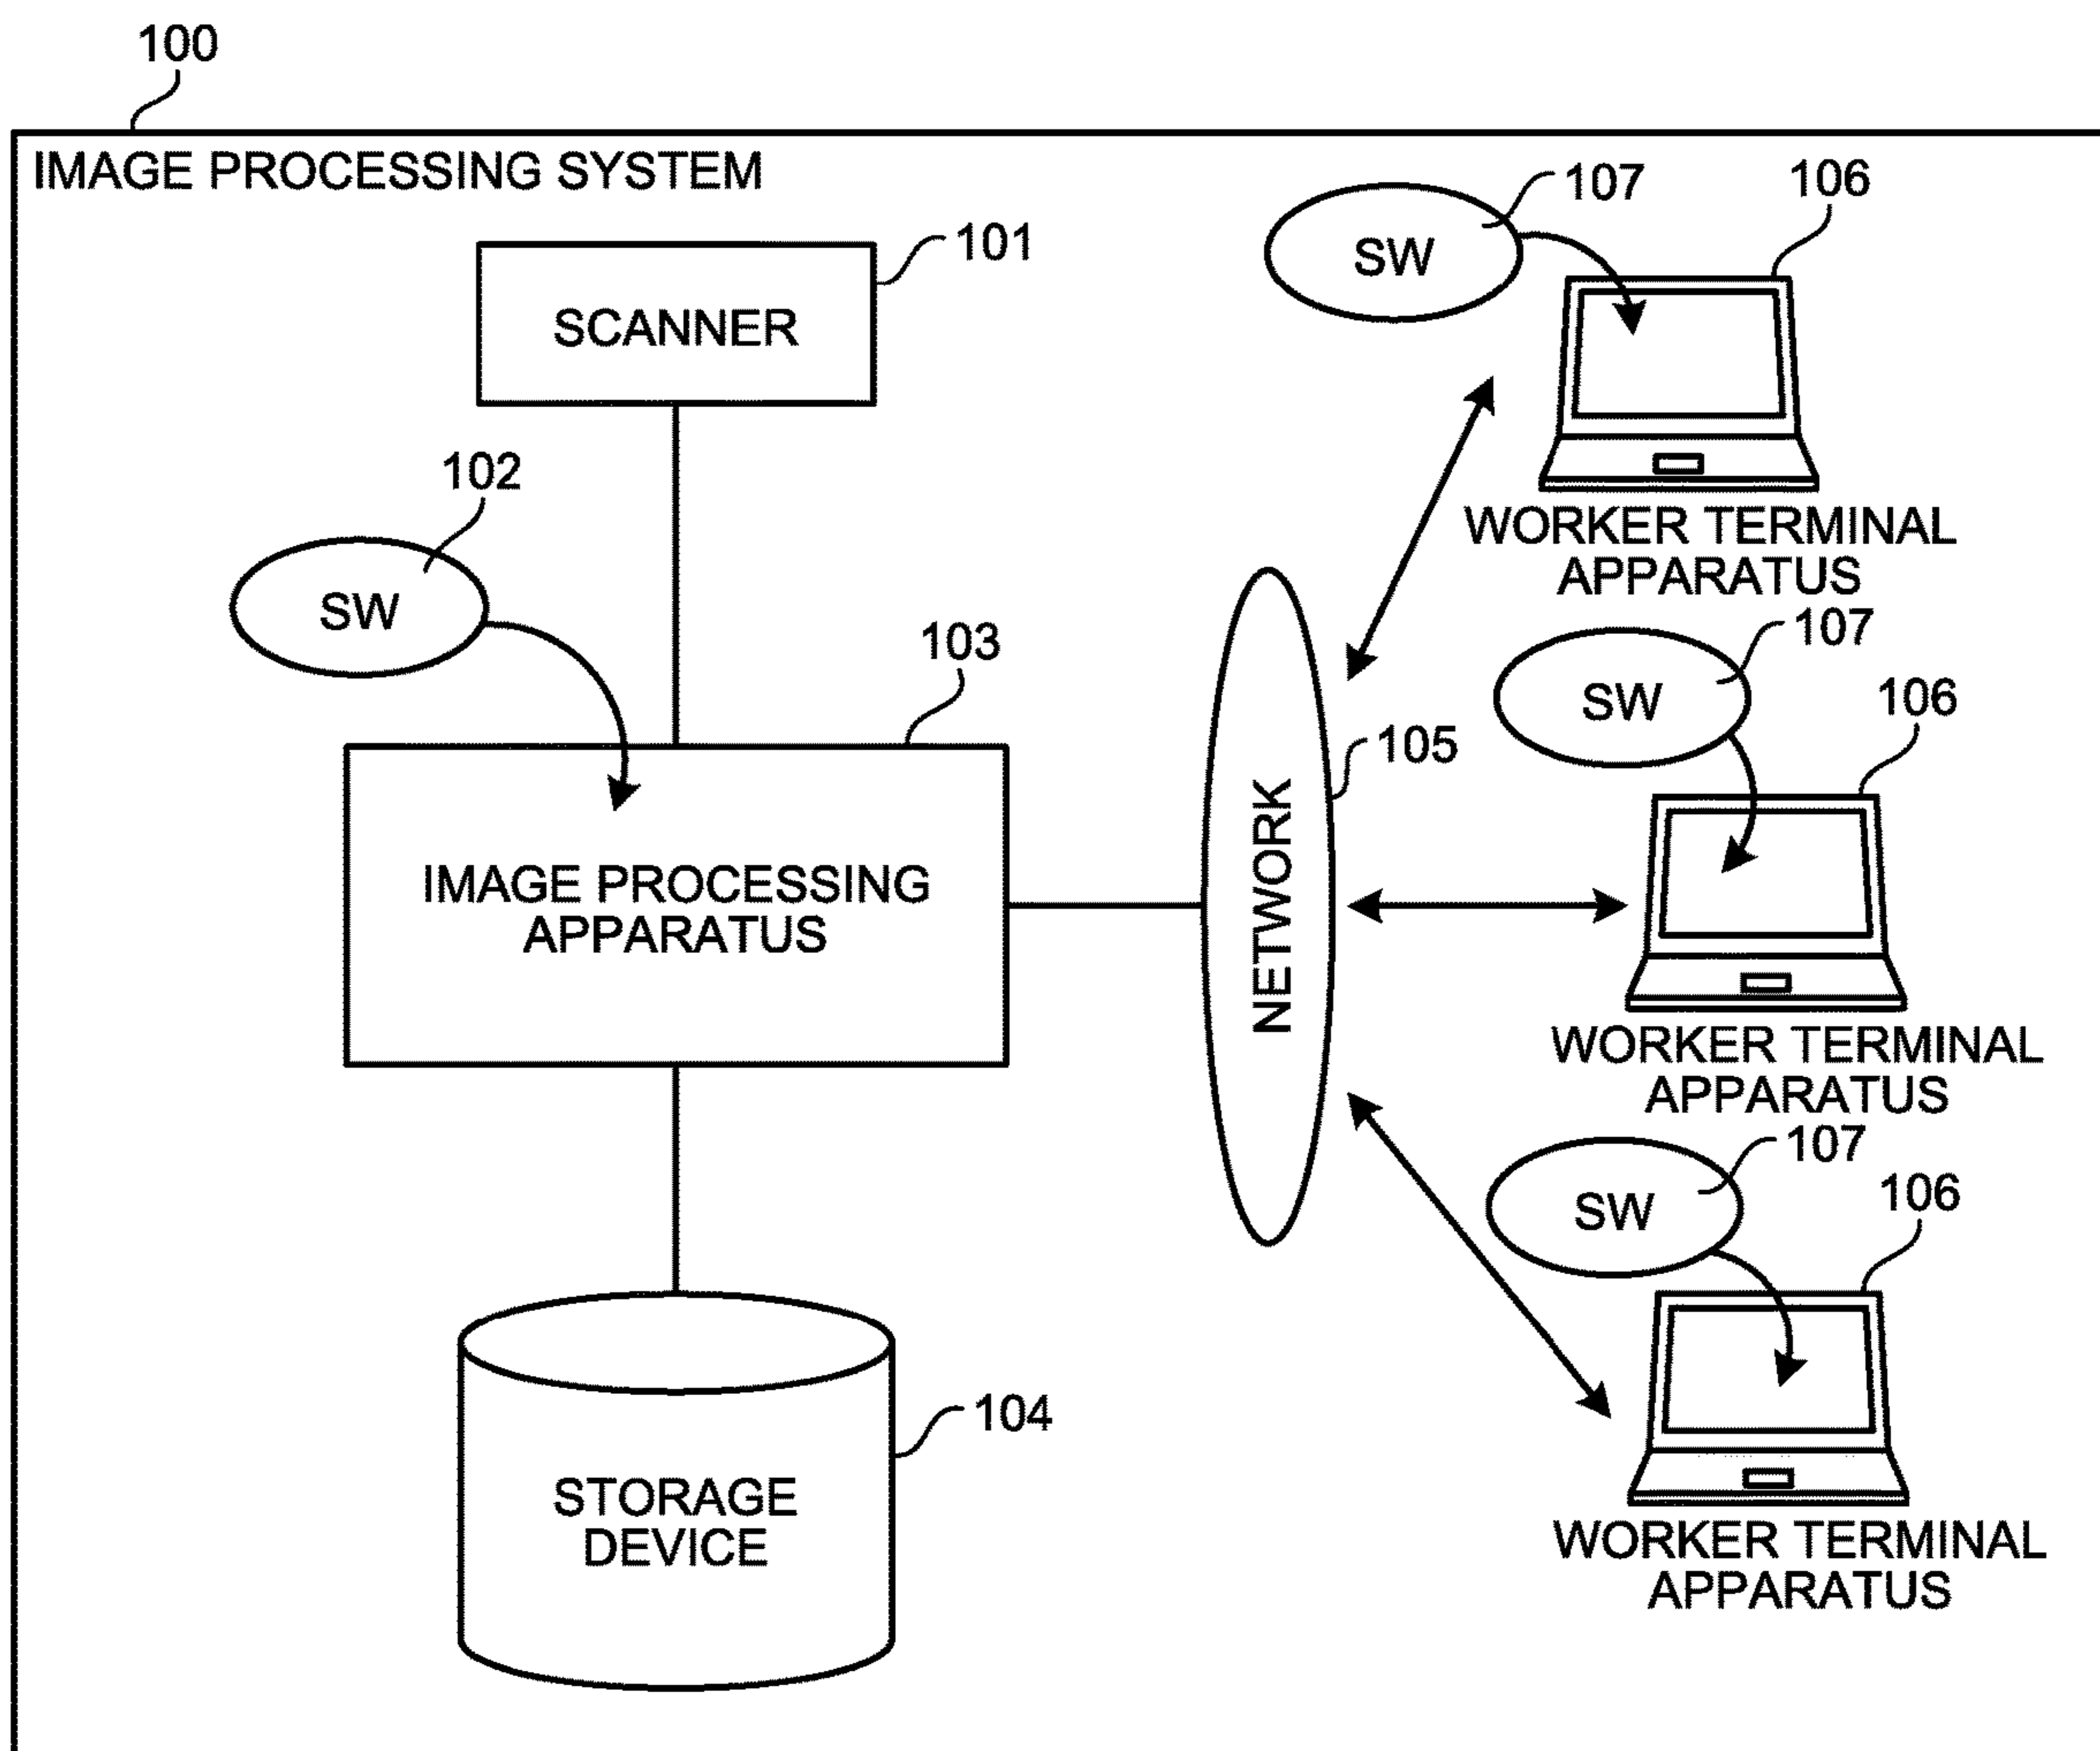 100
IMAGE PROCESSING SYSTEM
101
SCANNER
102
SW
103
IMAGE PROCESSING
APPARATUS
104
STORAGE
DEVICE
105
NETWORK
107
SW
106
WORKER TERMINAL
APPARATUS
107
SW
106
WORKER TERMINAL
APPARATUS
107
SW
106
WORKER TERMINAL
APPARATUS